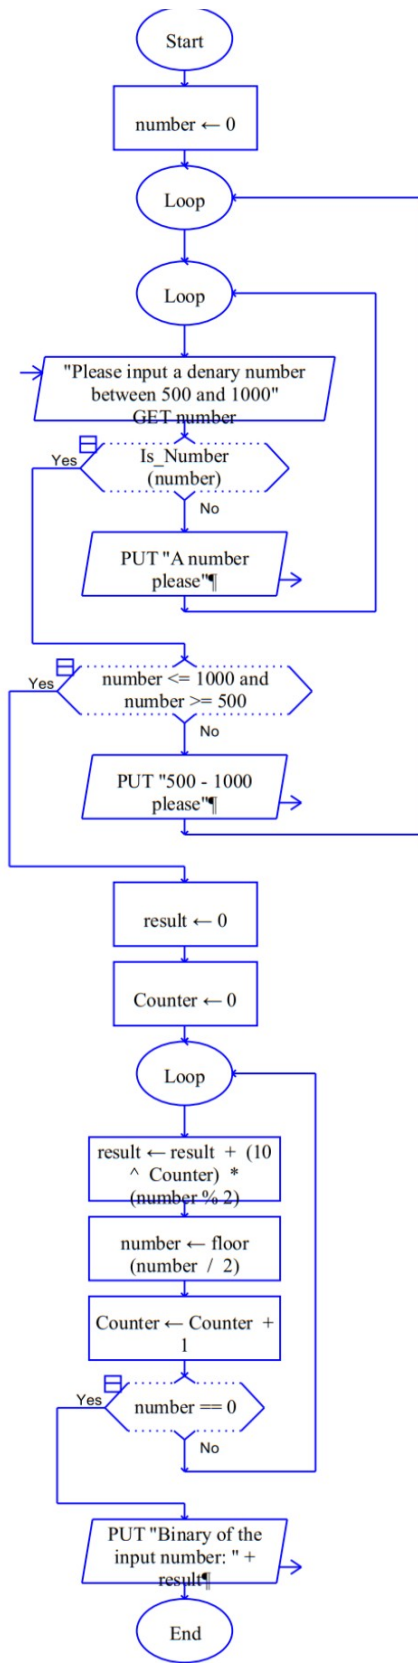 Start
number ← 0
Loop
Loop
"Please input a denary number
between 500 and 1000"
GET number
Is_Number
(number)
Yes
No
PUT "A number
please"¶
number <= 1000 and
number >= 500
Yes
No
PUT "500 - 1000
please"¶
result ← 0
Counter ← 0
Loop
result ← result + (10
^ Counter) *
(number % 2)
number ← floor
(number / 2)
Counter ← Counter +
1
Yes
number == 0
No
PUT "Binary of the
input number: " +
result¶
End